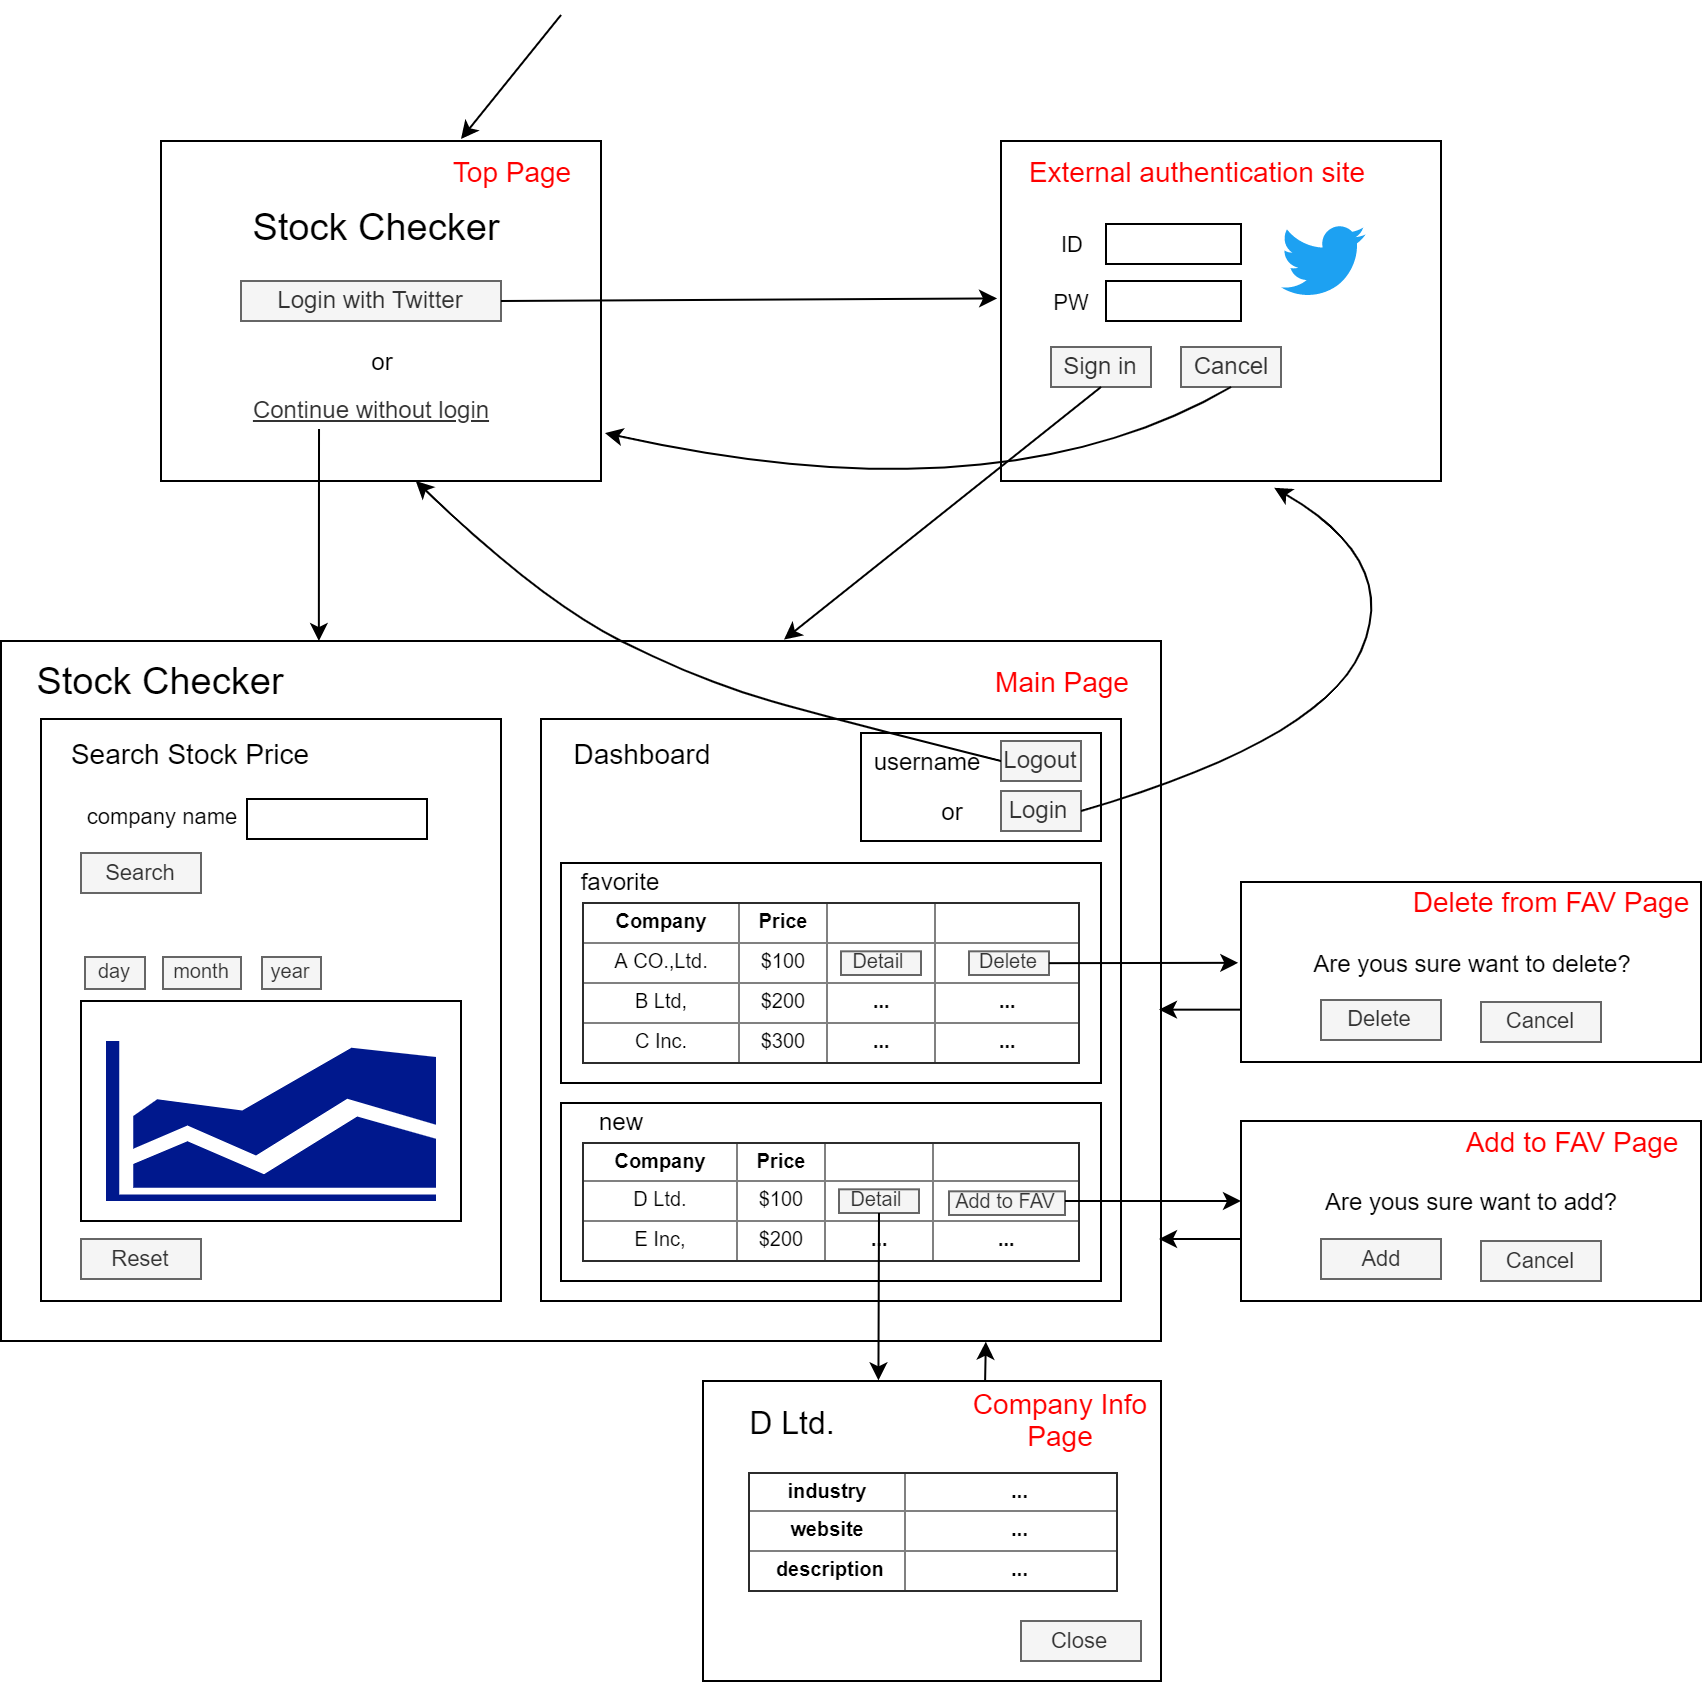 Top Page
Stock Checker
Login with Twitter
or
Continue without login
External authentication site
ID
PW
Sign in Cancel
Stock Checker
Main Page
Search Stock Price
company name
Search
day month year
Reset
Dashboard
username Logout
or Login
favorite
Company Price
A CO.,Ltd. $100 Detail Delete
B Ltd, $200 ... ...
C Inc. $300 ... ...
new
Company Price
D Ltd. $100 Detail Add to FAV
E Inc, $200 ... ...
Delete from FAV Page
Are yous sure want to delete?
Delete Cancel
Add to FAV Page
Are yous sure want to add?
Add Cancel
Company Info
Page
D Ltd.
industry ...
website ...
description ...
Close